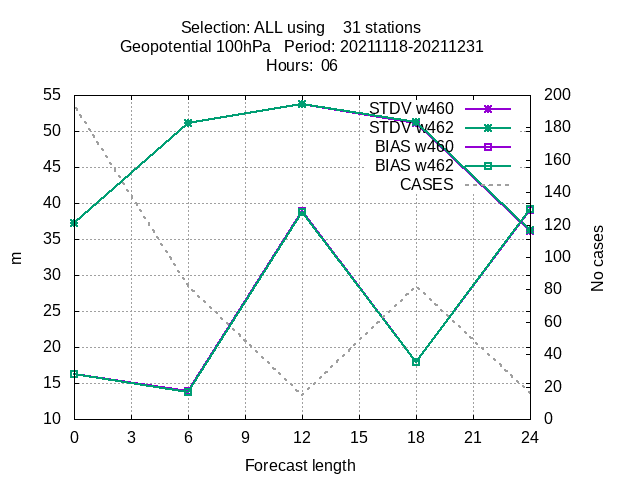 Selection: ALL using    31 stations
Geopotential 100hPa   Period: 20211118-20211231
Hours:  06
55
50
45
40
35
30
25
20
15
10
200
180
160
140
120
100
80
60
40
20
0
m
No cases
STDV w460
STDV w462
BIAS w460
BIAS w462
CASES
0 3 6 9 12 15 18 21 24
Forecast length